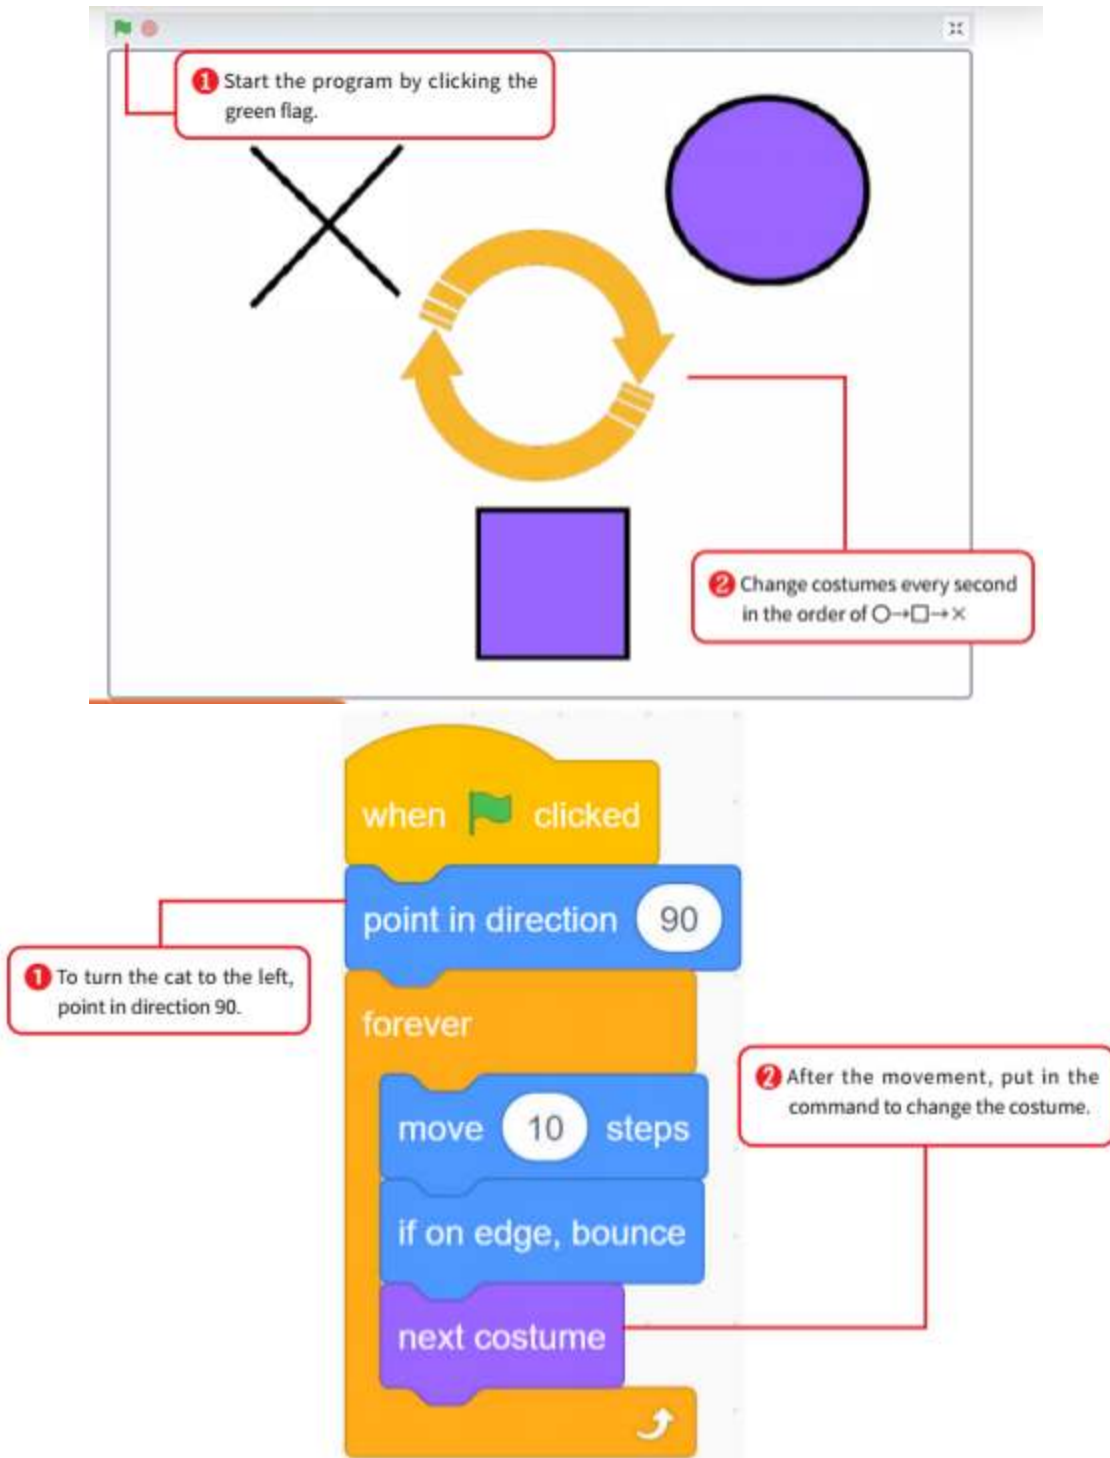 1 Start the program by clicking the
green flag.
2 Change costumes every second
in the order of ○→□→×
when clicked
point in direction 90
1 To turn the cat to the left,
point in direction 90.
forever
2 After the movement, put in the
command to change the costume.
move 10 steps
if on edge, bounce
next costume